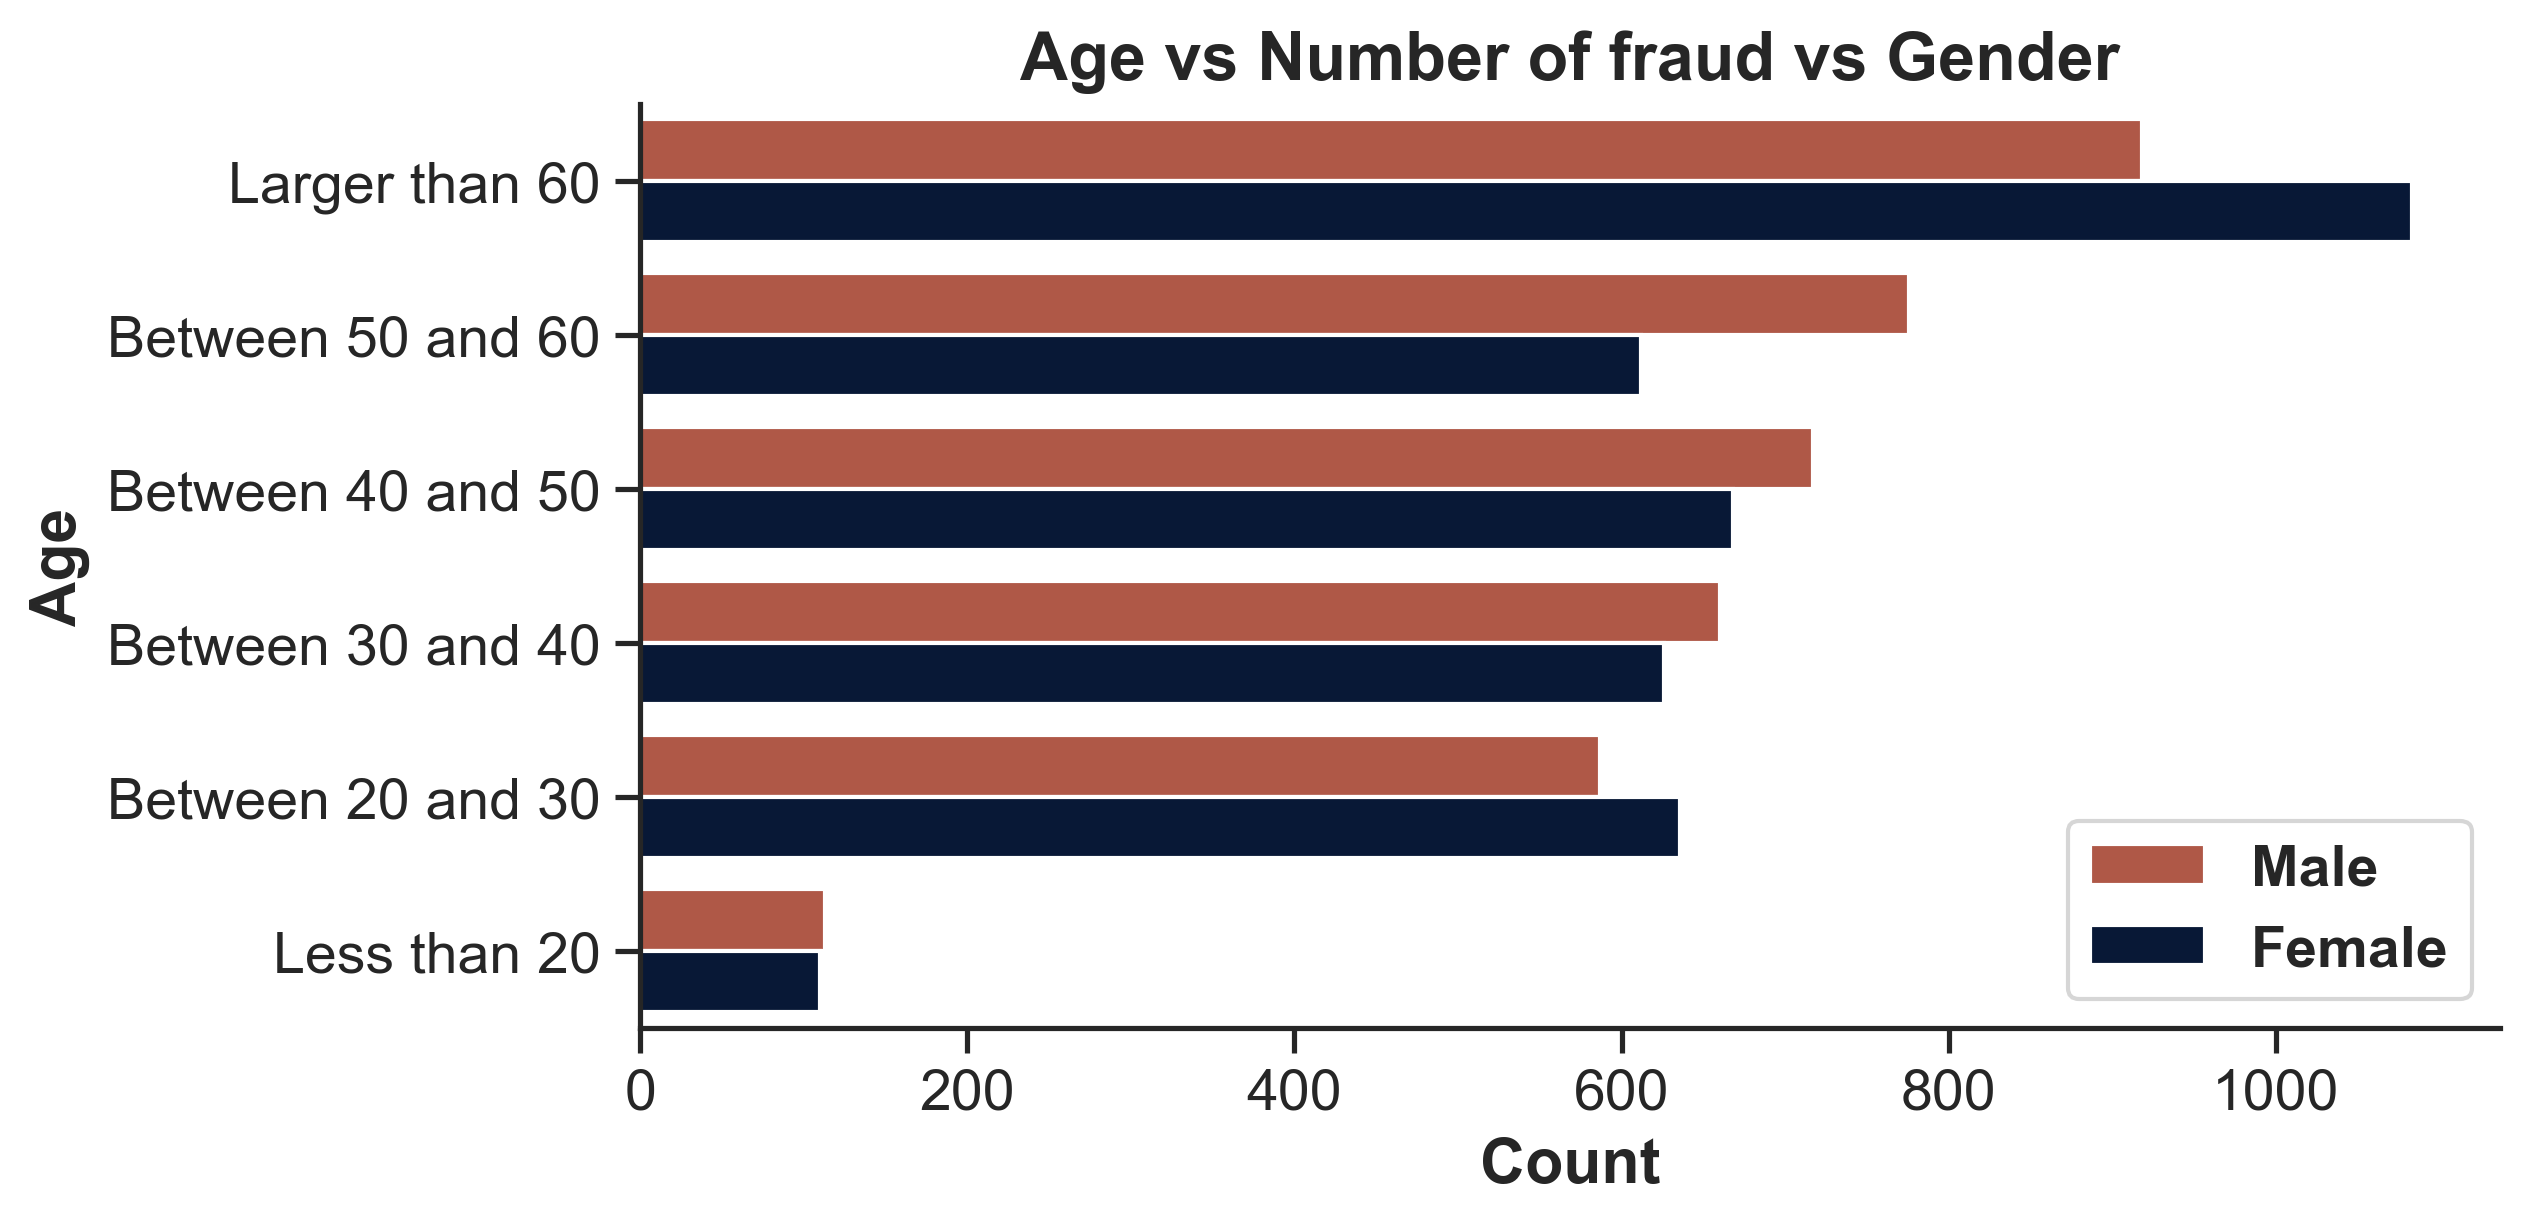 Age vs Number of fraud vs Gender
Larger than 60
Between 50 and 60
Between 40 and 50
Between 30 and 40
Between 20 and 30
Less than 20
Age
Male
Female
0 200 400 600 800 1000
Count